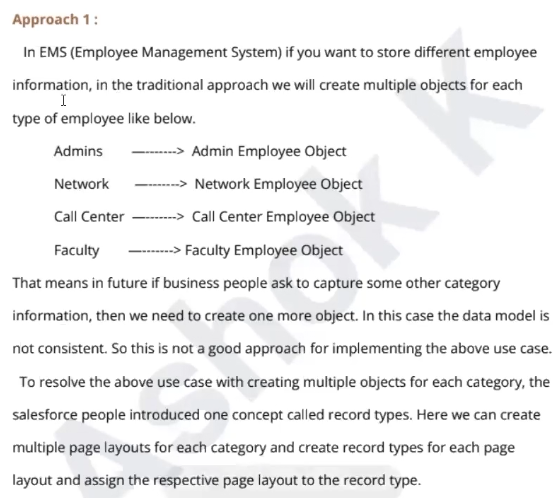 Approach 1 :
In EMS (Employee Management System) if you want to store different employee
information, in the traditional approach we will create multiple objects for each
type of employee like below.
Admins —--------> Admin Employee Object
Network —--------> Network Employee Object
Call Center —--------> Call Center Employee Object
Faculty —--------> Faculty Employee Object
That means in future if business people ask to capture some other category
information, then we need to create one more object. In this case the data model is
not consistent. So this is not a good approach for implementing the above use case.
To resolve the above use case with creating multiple objects for each category, the
salesforce people introduced one concept called record types. Here we can create
multiple page layouts for each category and create record types for each page
layout and assign the respective page layout to the record type.
Ashok K